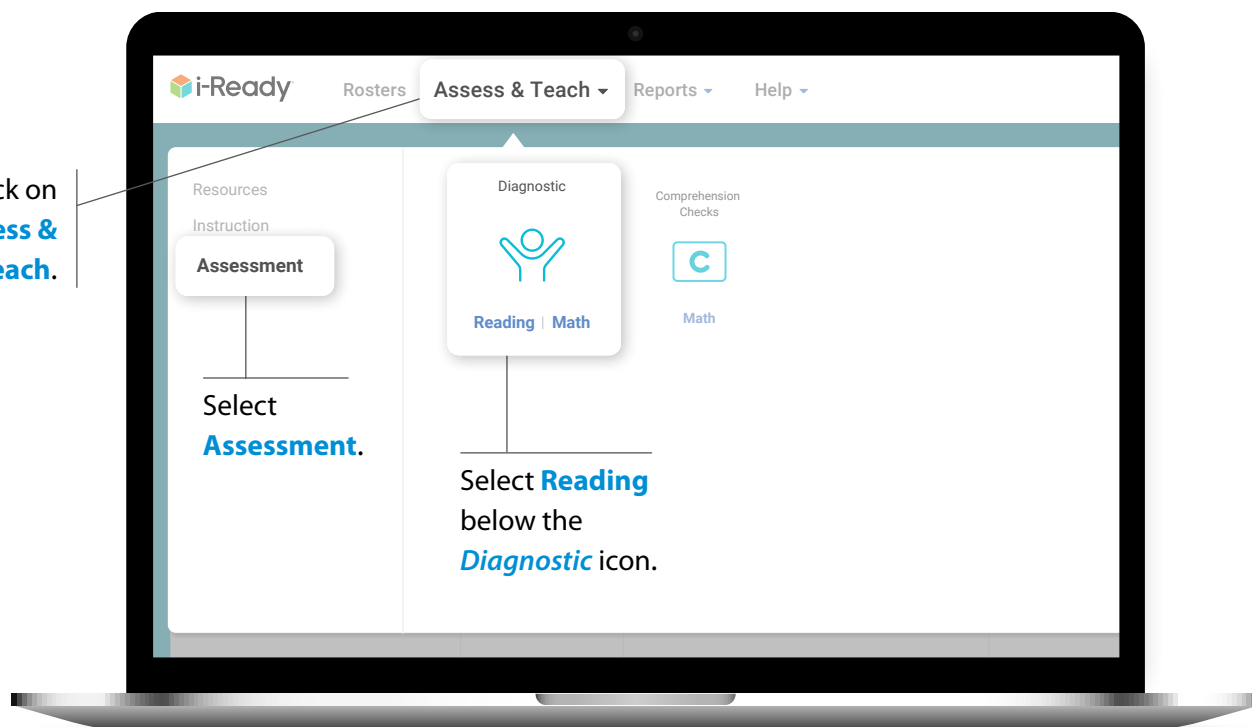 i-Ready
Rosters Assess & Teach Reports Help
ck on
ess &
each.
Resources
Instruction
Assessment
Diagnostic
Reading | Math
Comprehension
Checks
C
Math
Select
Assessment.
Select Reading
below the
Diagnostic icon.